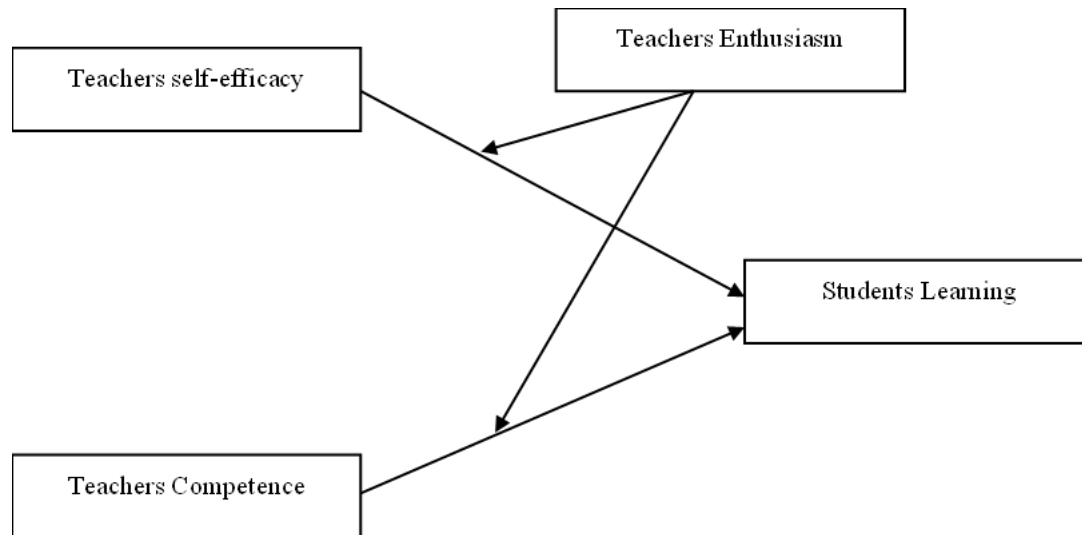 Teachers Enthusiasm
Teachers self-efficacy
Students Learning
Teachers Competence